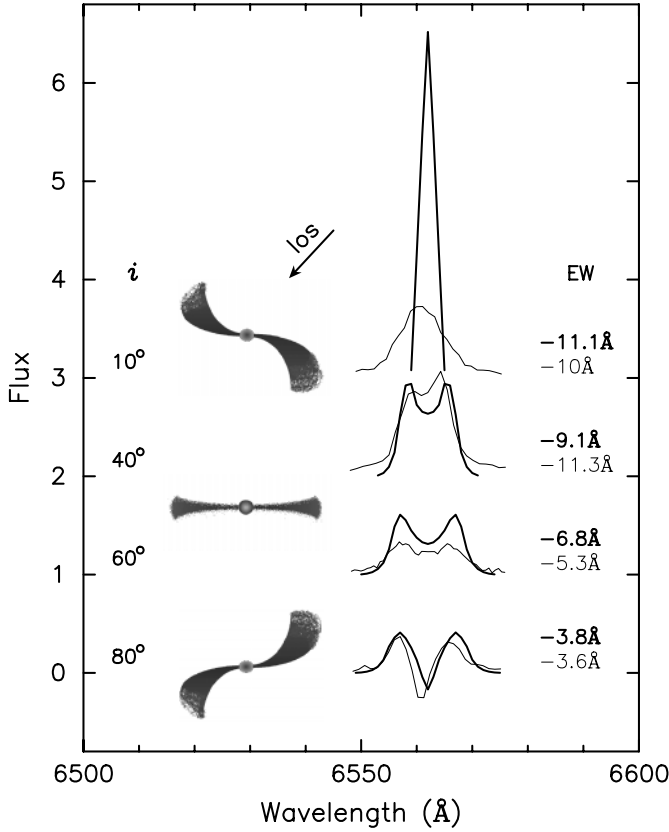 6
5
4
3
2
1
0
Flux
los
i
EW
10°
−11.1Å
−10Å
40°
−9.1Å
−11.3Å
60°
−6.8Å
−5.3Å
80°
−3.8Å
−3.6Å
6500
6550
6600
Wavelength (Å)